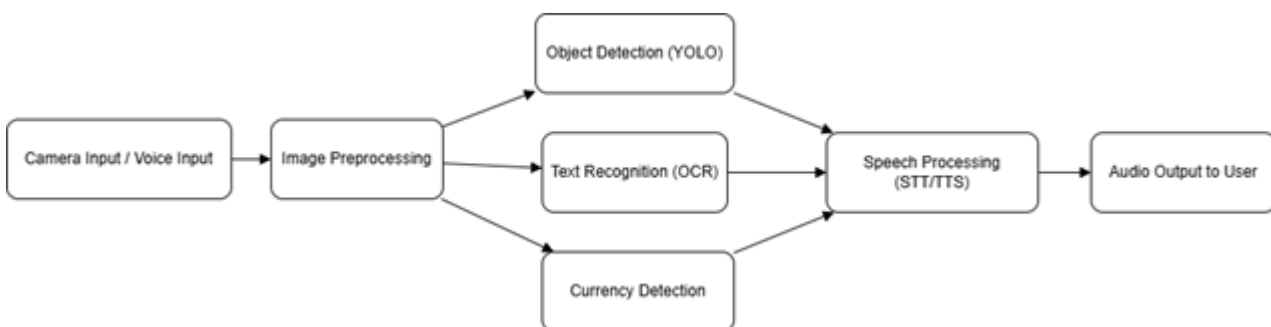 Object Detection (YOLO)
Camera Input / Voice Input
Image Preprocessing
Text Recognition (OCR)
Speech Processing
(STT/TTS)
Audio Output to User
Currency Detection